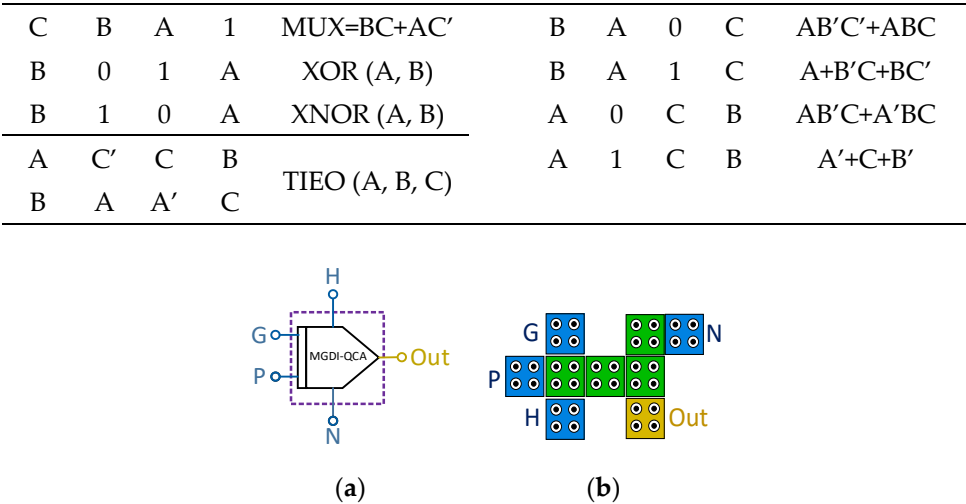 C B A 1 MUX=BC+AC′ B A 0 C AB′C′+ABC
B 0 1 A XOR (A, B) B A 1 C A+B′C+BC′
B 1 0 A XNOR (A, B) A 0 C B AB′C+A′BC
A C′ C B TIEO (A, B, C) A 1 C B A′+C+B′
B A A′ C
H
G
MGDI-QCA
Out
P
N
G N
P
H Out
(a) (b)